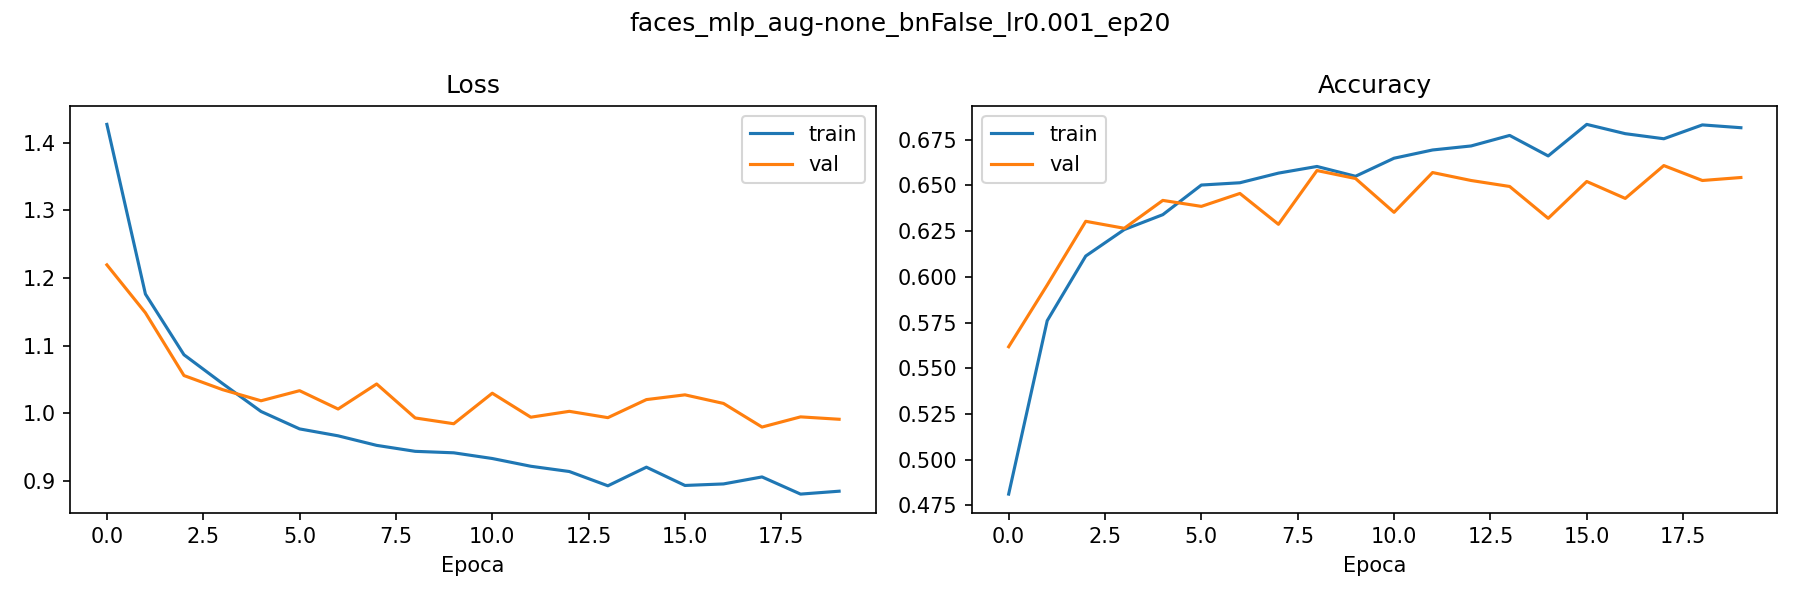 faces_mlp_aug-none_bnFalse_lr0.001_ep20
Loss
1.4
1.3
1.2
1.1
1.0
0.9
train
val
0.0 2.5 5.0 7.5 10.0 12.5 15.0 17.5
Epoca
Accuracy
0.675
0.650
0.625
0.600
0.575
0.550
0.525
0.500
0.475
train
val
0.0 2.5 5.0 7.5 10.0 12.5 15.0 17.5
Epoca